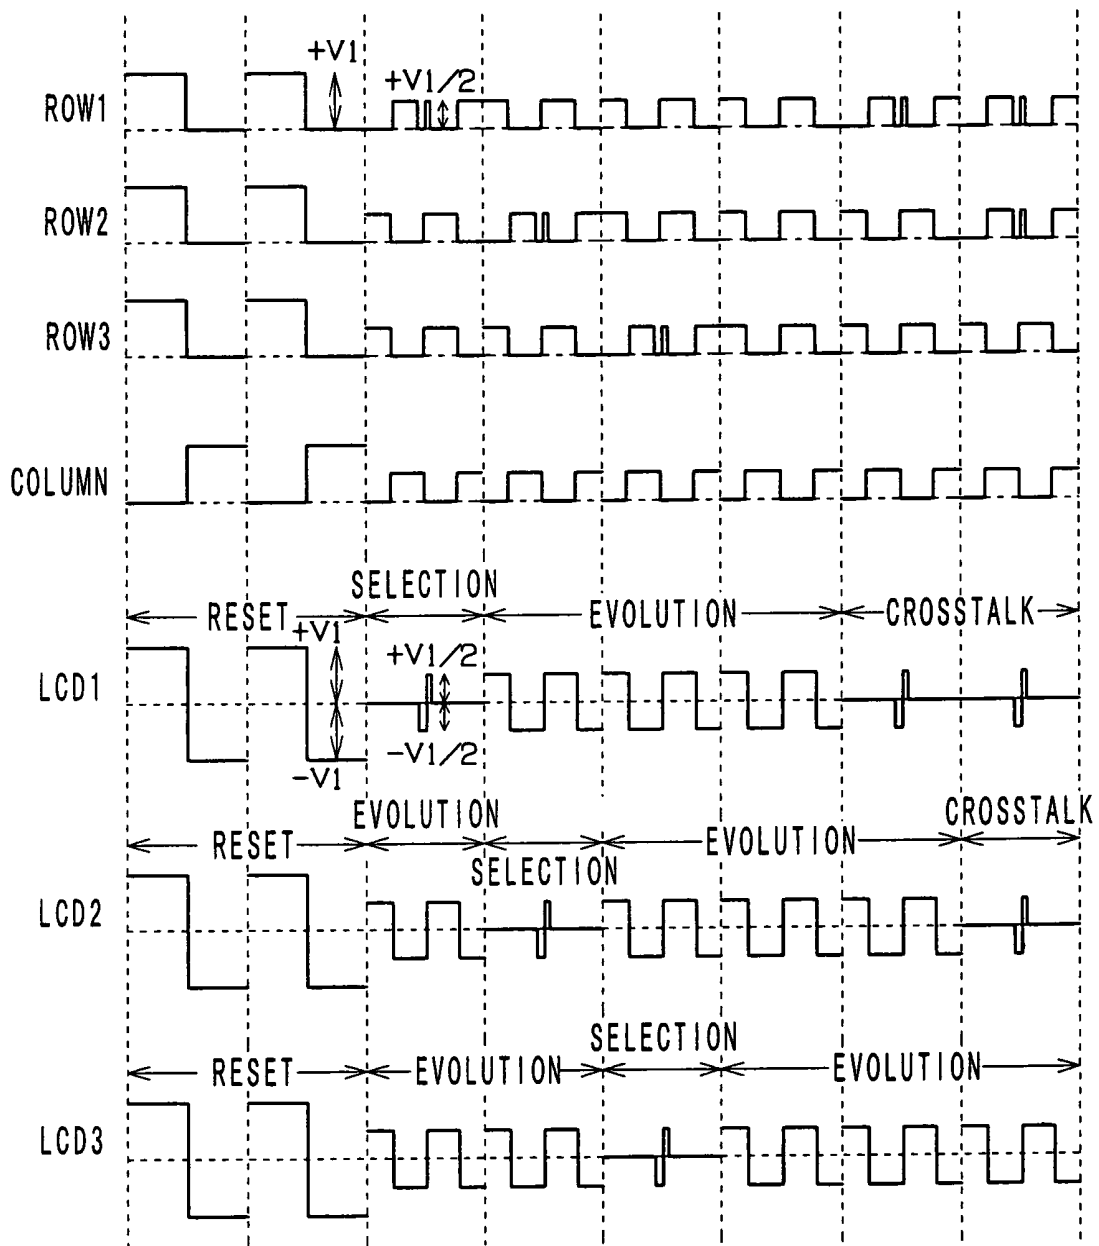 +V1
+V1/2
ROW1
ROW2
ROW3
COLUMN
SELECTION
RESET
EVOLUTION
CROSSTALK
+V1
+V1/2
LCD1
-V1/2
-V1
EVOLUTION
CROSSTALK
RESET
EVOLUTION
SELECTION
LCD2
SELECTION
RESET
EVOLUTION
EVOLUTION
LCD3